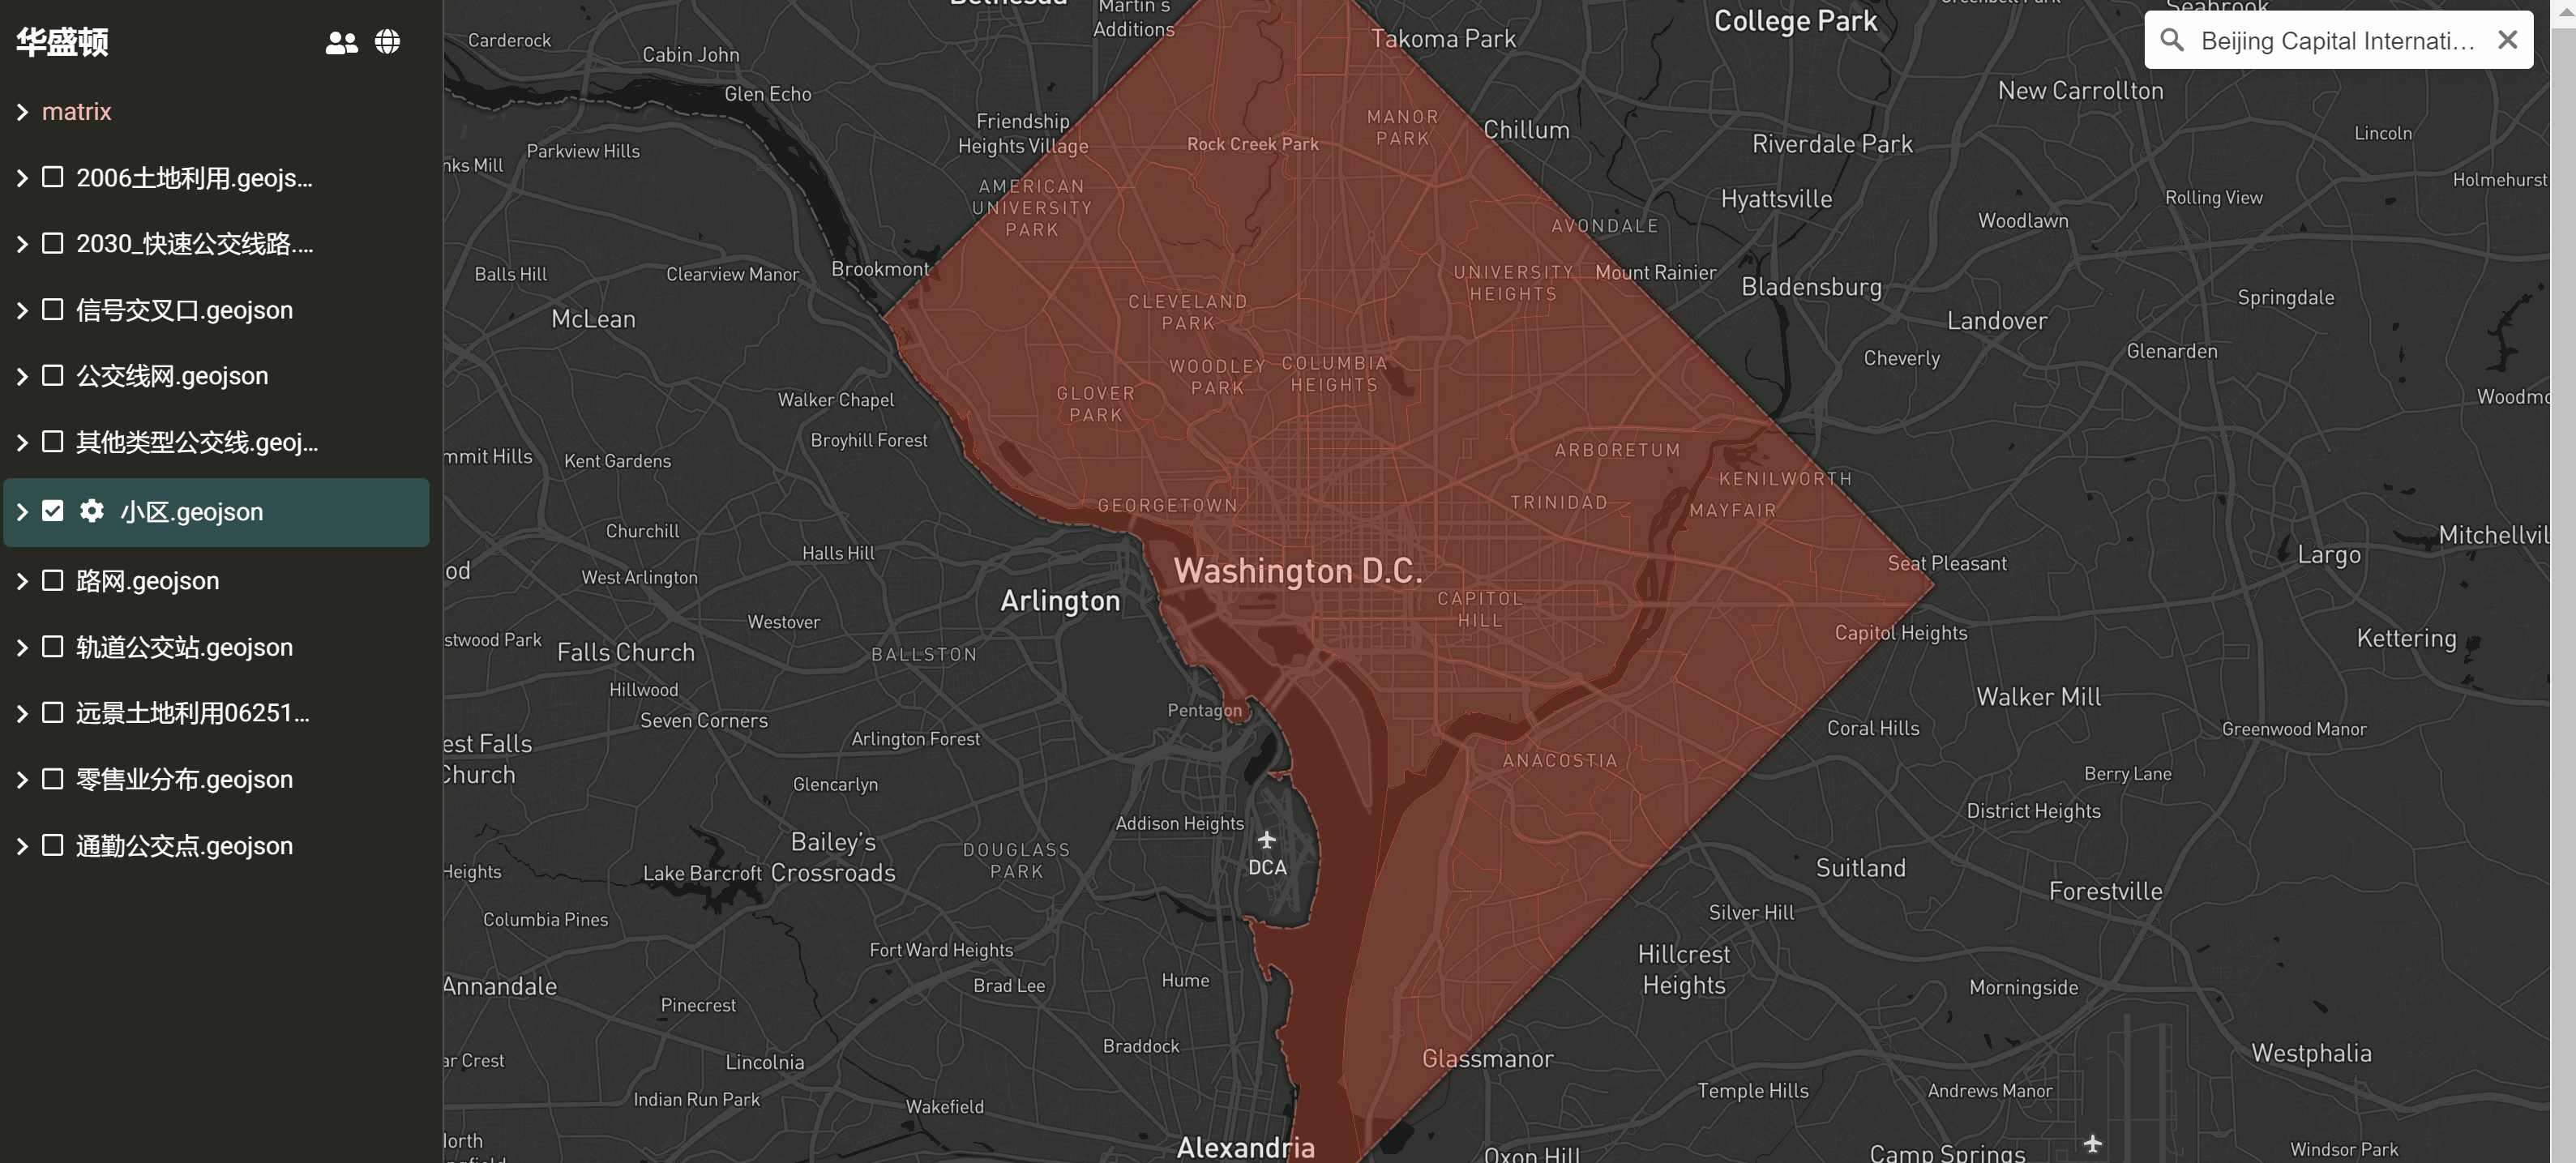 华盛顿
matrix
2006土地利用.geojs...
2030_快速公交线路....
信号交叉口.geojson
公交线网.geojson
其他类型公交线.geoj...
小区.geojson
路网.geojson
轨道公交站.geojson
远景土地利用06251...
零售业分布.geojson
通勤公交点.geojson
Beijing Capital Internati...
Martin's
Additions
Takoma Park
College Park
Carderock
Cabin John
Glen Echo
New Carrollton
Friendship
Heights Village
MANOR
PARK
Chillum
Lincoln
Rock Creek Park
Riverdale Park
nks Mill
Parkview Hills
Holmehurst
AMERICAN
UNIVERSITY
PARK
Hyattsville
Rolling View
Woodlawn
AVONDALE
Balls Hill
Clearview Manor
Brookmont
UNIVERSITY
HEIGHTS
Mount Rainier
Bladensburg
Springdale
McLean
CLEVELAND
PARK
Landover
Glenarden
Cheverly
WOODLEY
PARK
COLUMBIA
HEIGHTS
GLOVER
PARK
Walker Chapel
Woodmo
Broyhill Forest
mmit Hills
Kent Gardens
ARBORETUM
KENILWORTH
GEORGETOWN
TRINIDAD
MAYFAIR
Churchill
Halls Hill
Mitchellvil
Largo
od
West Arlington
Washington D.C.
Seat Pleasant
Arlington
CAPITOL
HILL
Westover
stwood Park
Falls Church
BALLSTON
Capitol Heights
Kettering
Hillwood
Seven Corners
Pentagon
Walker Mill
Coral Hills
Greenwood Manor
est Falls
Church
Arlington Forest
ANACOSTIA
Glencarlyn
Berry Lane
District Heights
Addison Heights
Bailey's
Crossroads
DOUGLASS
PARK
DCA
Heights
Lake Barcroft
Suitland
Forestville
Columbia Pines
Silver Hill
Fort Ward Heights
Hillcrest
Heights
Annandale
Brad Lee
Hume
Morningside
Pinecrest
Braddock
ar Crest
Lincolnia
Glassmanor
Westphalia
Indian Run Park
Wakefield
Temple Hills
Andrews Manor
Alexandria
Oxon Hill
Camp Springs
Windsor Park
lorth